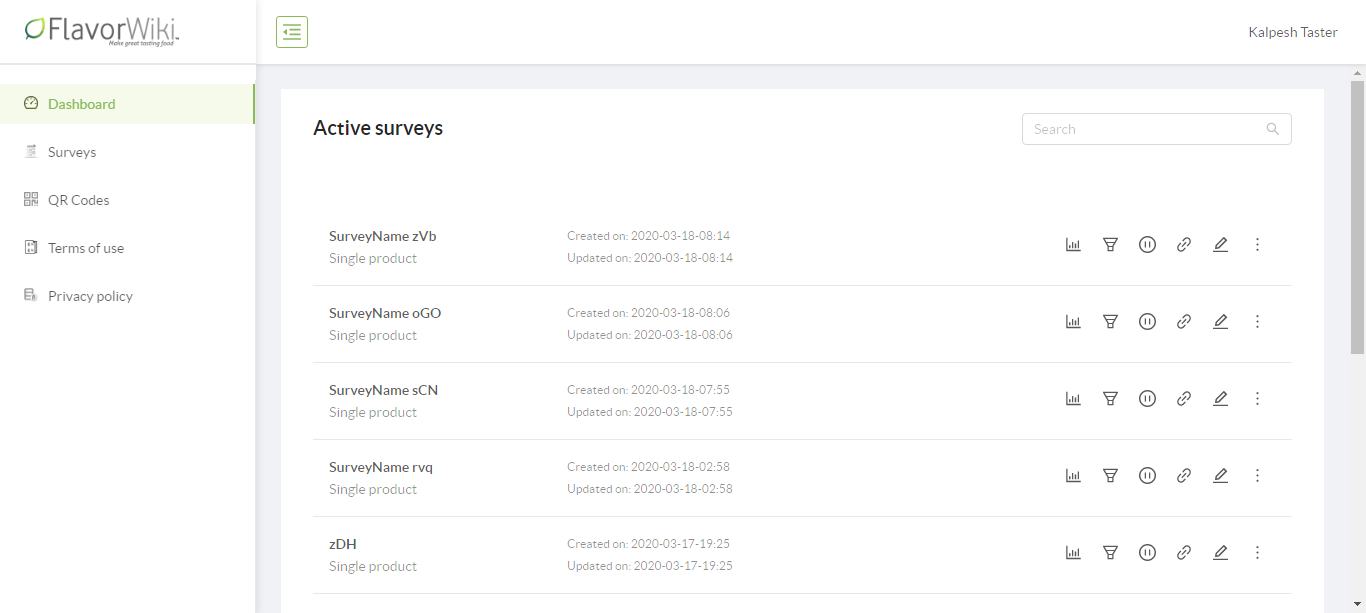 FlavorWiki
Make great tasting food
Kalpesh Taster
Dashboard
Surveys
QR Codes
Terms of use
Privacy policy
Active surveys
Search
SurveyName zVb
Single product
Created on: 2020-03-18-08:14
Updated on: 2020-03-18-08:14
SurveyName oGO
Single product
Created on: 2020-03-18-08:06
Updated on: 2020-03-18-08:06
SurveyName sCN
Single product
Created on: 2020-03-18-07:55
Updated on: 2020-03-18-07:55
SurveyName rvq
Single product
Created on: 2020-03-18-02:58
Updated on: 2020-03-18-02:58
zDH
Single product
Created on: 2020-03-17-19:25
Updated on: 2020-03-17-19:25